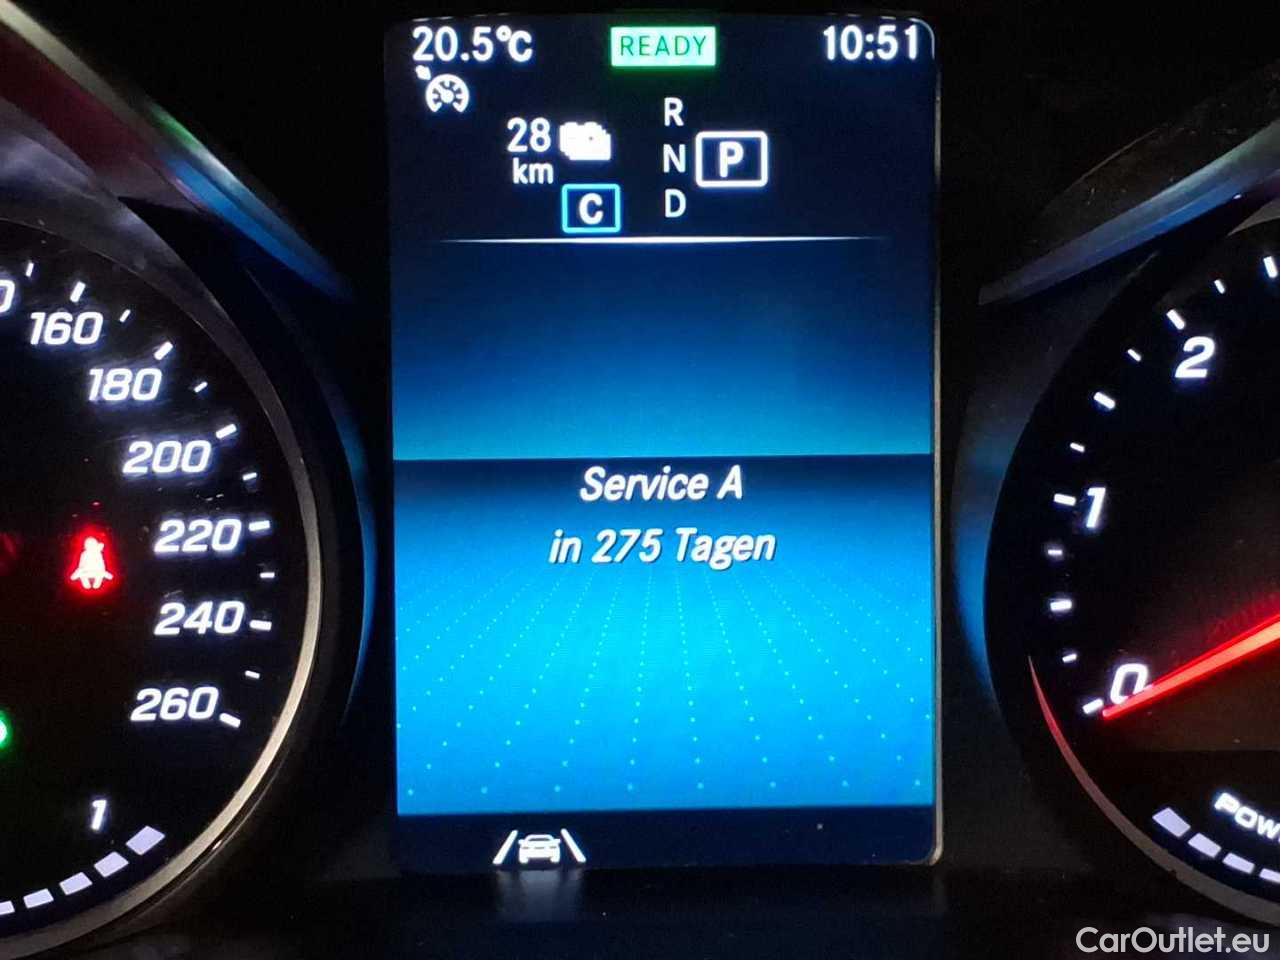 20.5°C READY 10:51
28 km
R
N P
D
C
Service A
in 275 Tagen
160
180
200
220
240
260
1
2
1
0
CarOutlet.eu